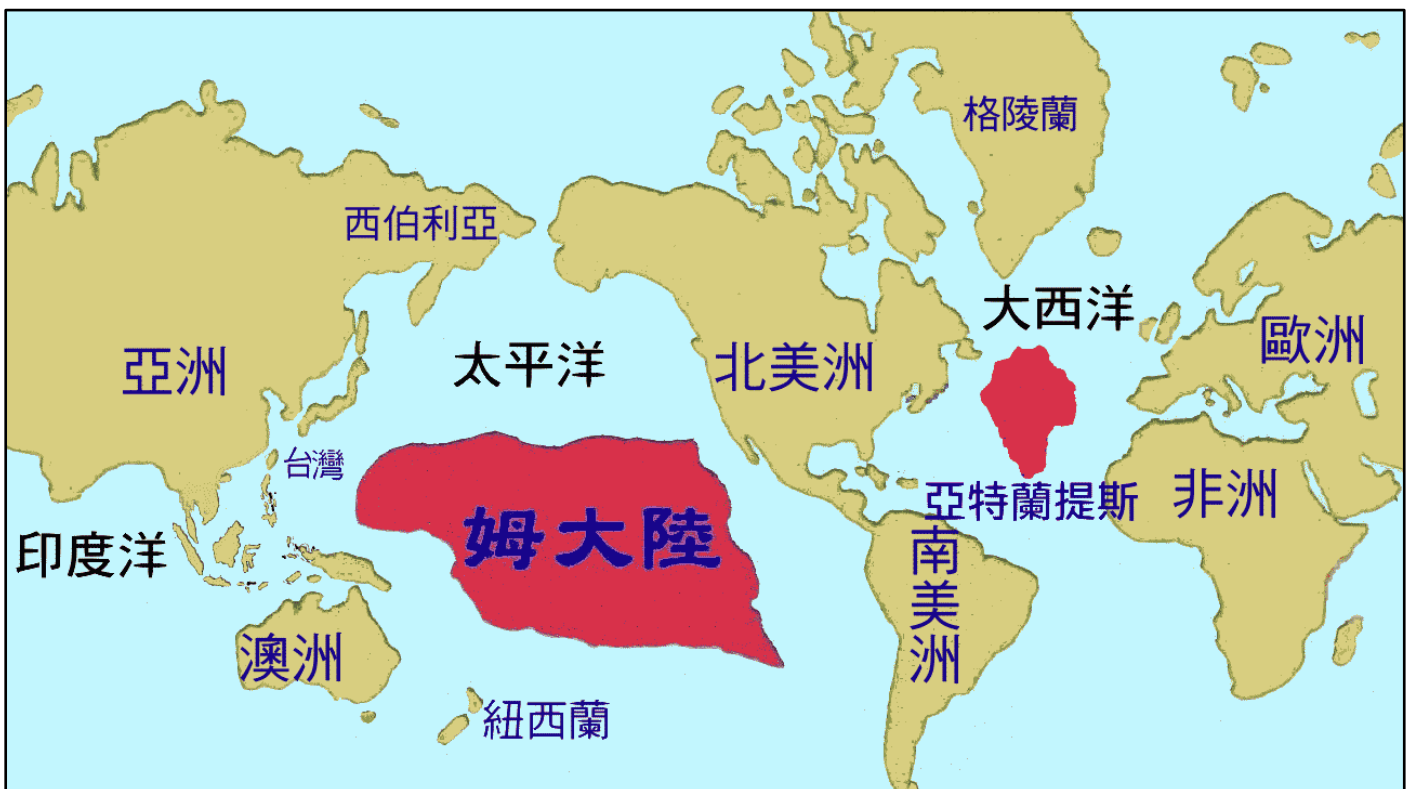 格陵蘭
西伯利亞
大西洋
歐洲
亞洲
太平洋
北美洲
台灣
亞特蘭提斯
非洲
姆大陸
印度洋
南美洲
澳洲
紐西蘭